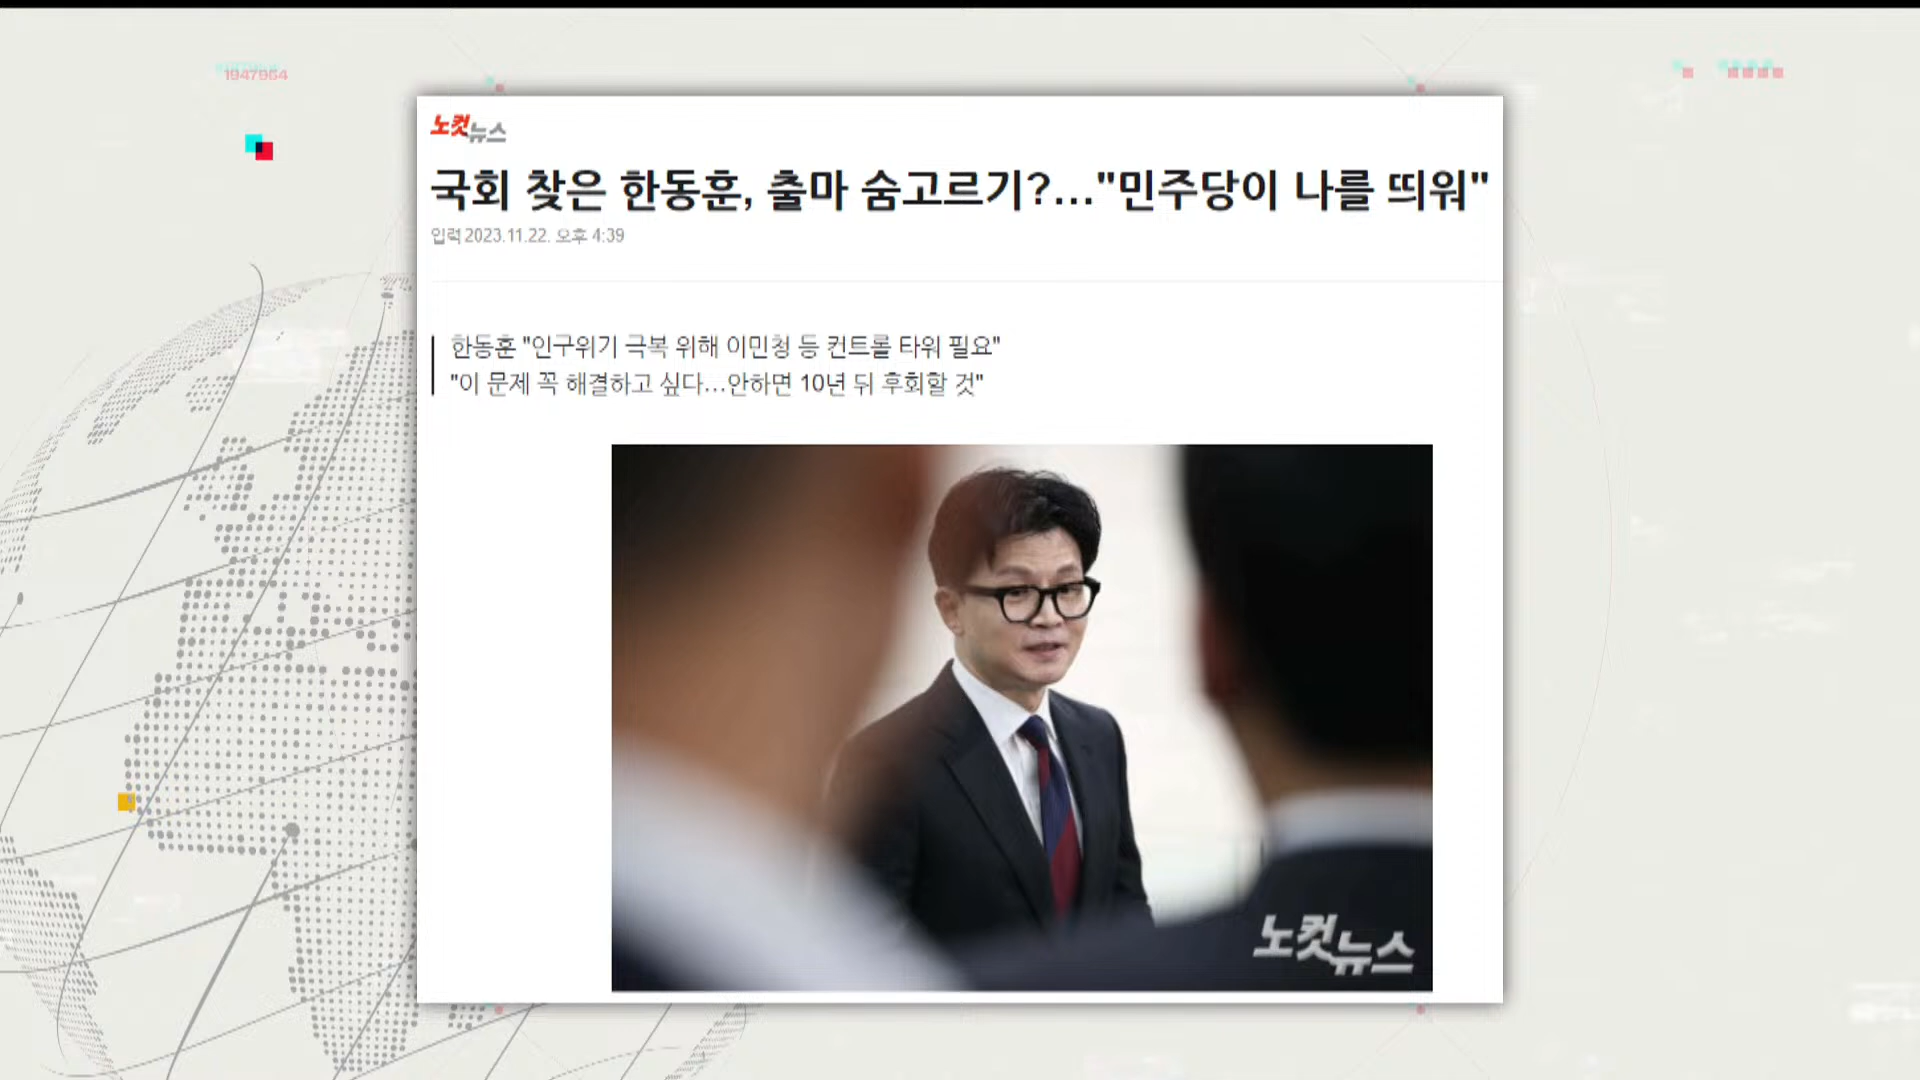 1947964
노컷뉴스
국회 찾은 한동훈, 출마 숨고르기?..."민주당이 나를 띄워"
입력 2023.11.22. 오후 4:39
한동훈 "인구위기 극복 위해 이민청 등 컨트롤 타워 필요"
"이 문제 꼭 해결하고 싶다...안하면 10년 뒤 후회할 것"
노컷뉴스